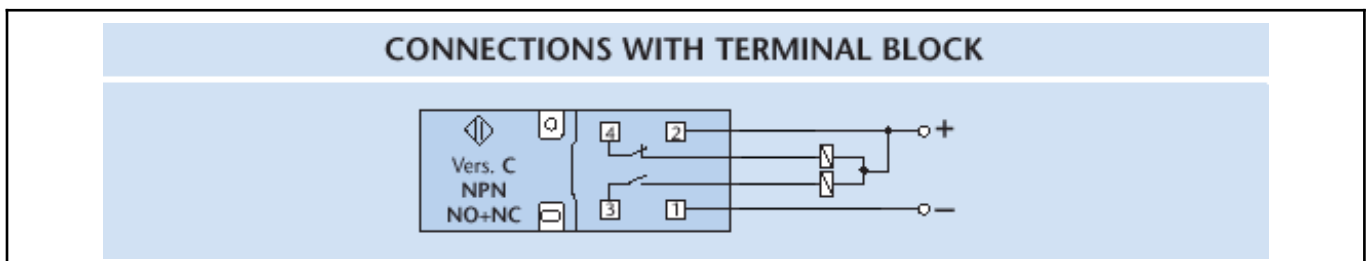 CONNECTIONS WITH TERMINAL BLOCK
4 2 +
Vers. C
NPN
NO+NC 3 1 −